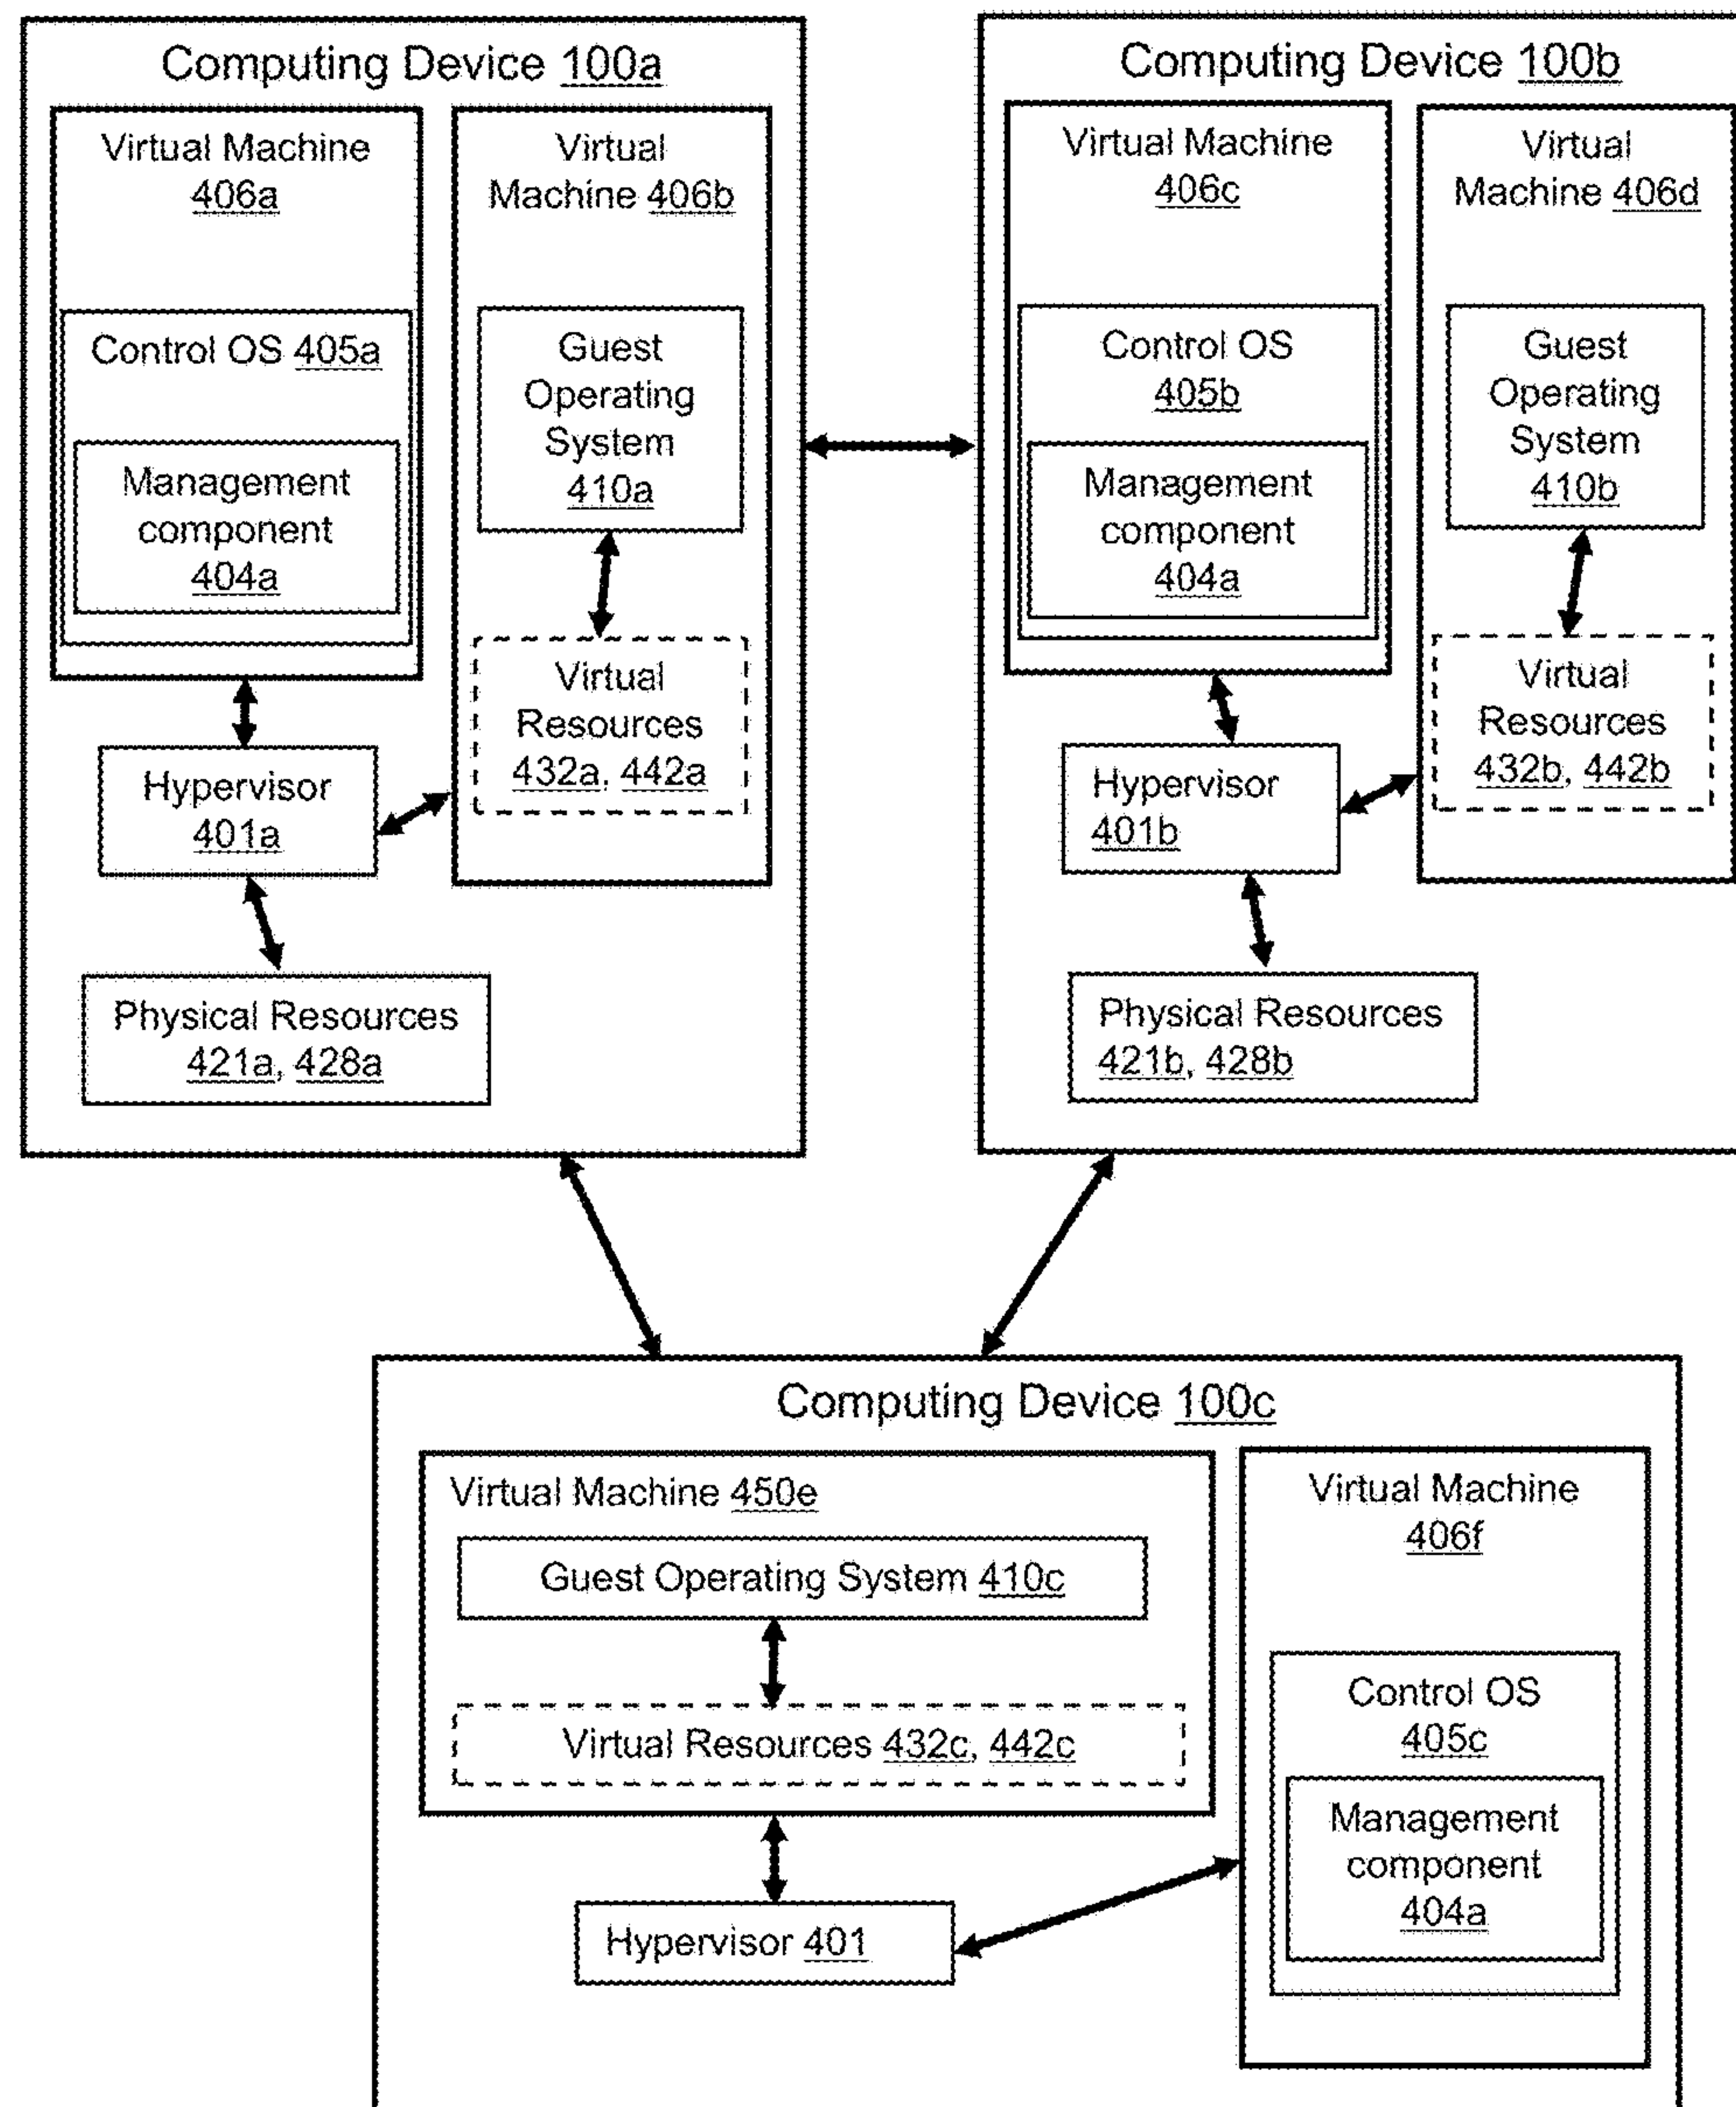 Computing Device 100a
Virtual Machine
406a
Control OS 405a
Management
component
404a
Virtual
Machine 406b
Guest
Operating
System
410a
Virtual
Resources
432a, 442a
Hypervisor
401a
Physical Resources
421a, 428a
Computing Device 100b
Virtual Machine
406c
Control OS
405b
Management
component
404a
Virtual
Machine 406d
Guest
Operating
System
410b
Virtual
Resources
432b, 442b
Hypervisor
401b
Physical Resources
421b, 428b
Computing Device 100c
Virtual Machine 450e
Guest Operating System 410c
Virtual Resources 432c, 442c
Hypervisor 401
Virtual Machine
406f
Control OS
405c
Management
component
404a